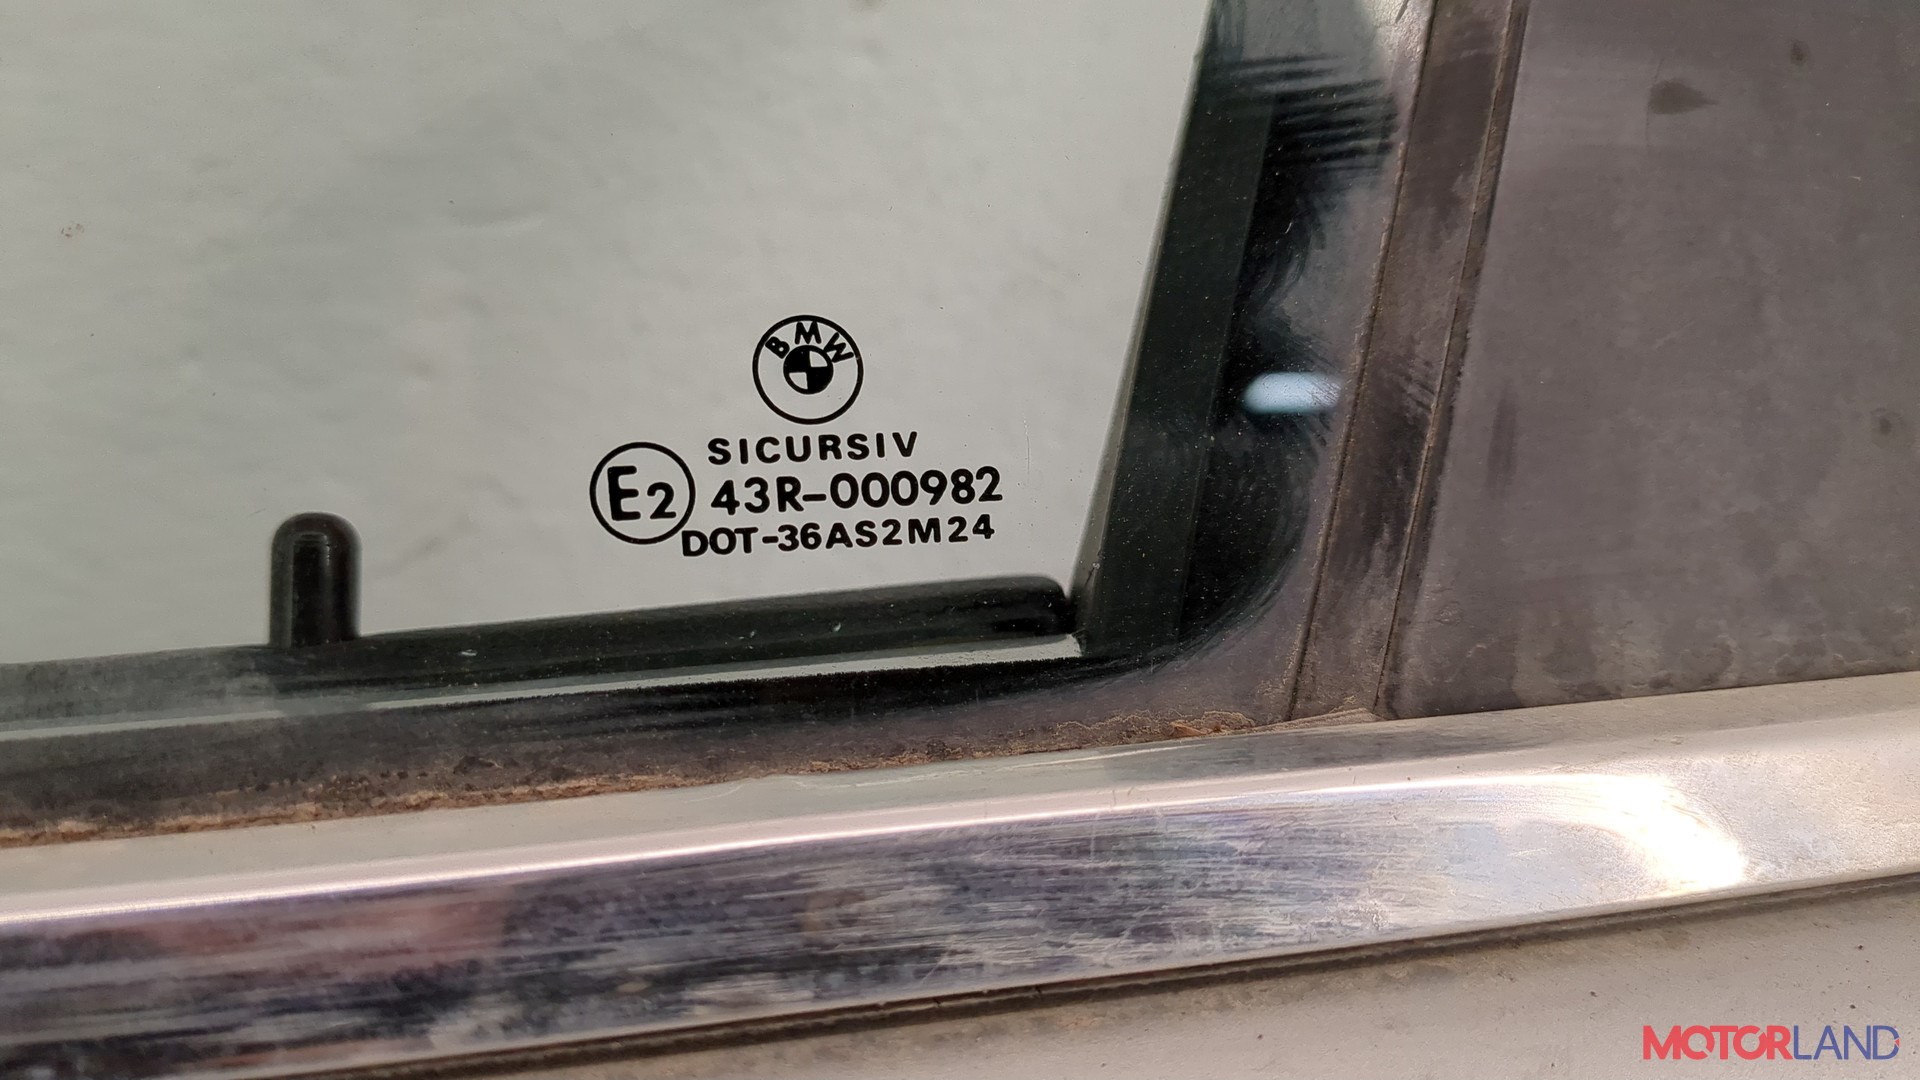 BMW
SICURSIV
E2 43R-000982
DOT-36AS2M24
MOTORLAND